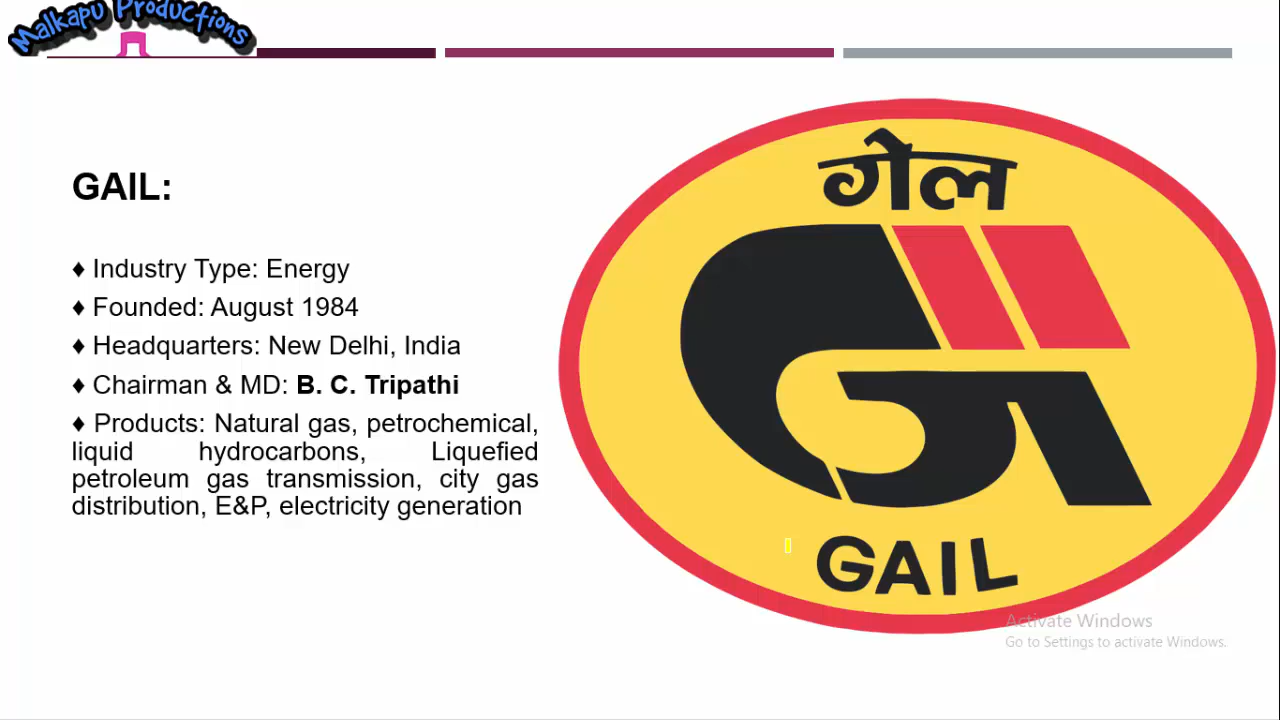 Malkapu Productions
GAIL:
♦ Industry Type: Energy
♦ Founded: August 1984
♦ Headquarters: New Delhi, India
♦ Chairman & MD: B. C. Tripathi
♦ Products: Natural gas, petrochemical,
liquid hydrocarbons, Liquefied
petroleum gas transmission, city gas
distribution, E&P, electricity generation
गेल
GAIL
Activate Windows
Go to Settings to activate Windows.